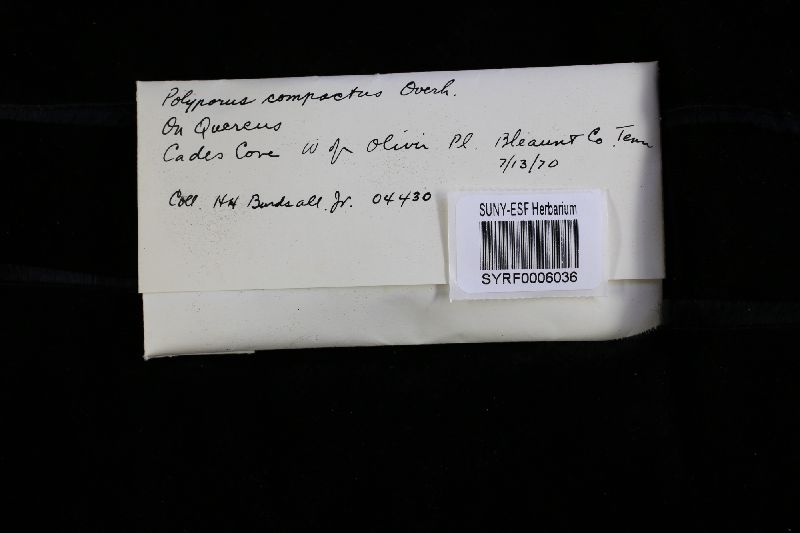 Polyporus compactus Overh.
On Quercus
Cades Cove W of Olivir Pl. Bleaunt Co. Tenn
7/13/70
Coll. HH Burdsall, Jr. 04430
SUNY-ESF Herbarium
SYRF0006036